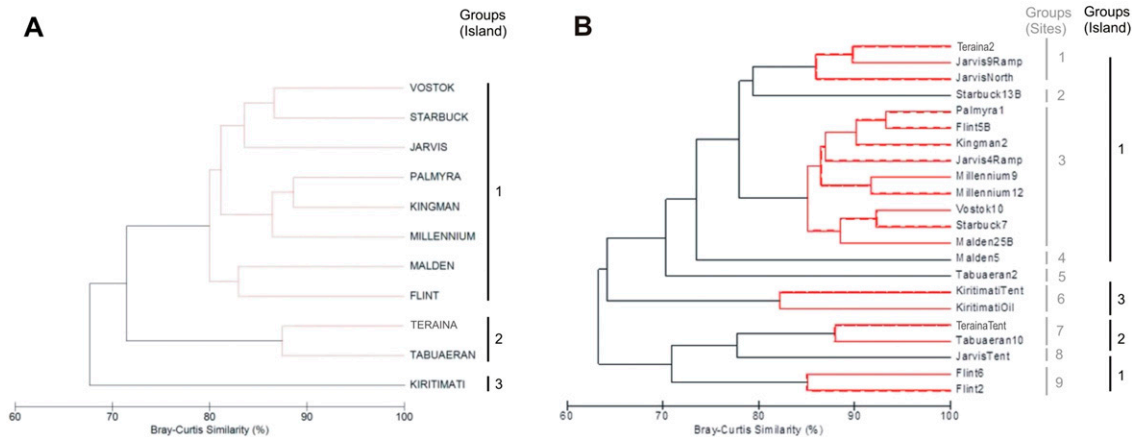 A
Groups
(Island)
VOSTOK
STARBUCK
JARVIS
PALMYRA
KINGMAN
MILLENNIUM
MALDEN
FLINT
TERAINA
TABUAERAN
KIRITIMATI
1
2
3
60 70 80 90 100
Bray-Curtis Similarity (%)
B
Groups
(Sites)
Groups
(Island)
Teraina2
Jarvis9Ramp
JarvisNorth
Starbuck13B
Palmyra1
Flint5B
Kingman2
Jarvis4Ramp
Millennium9
Millennium12
Vostok10
Starbuck7
Malden25B
Malden5
Tabuaeran2
KiritimatiTent
KiritimatiOil
TerainaTent
Tabuaeran10
JarvisTent
Flint6
Flint2
1
2
3
4
5
6
7
8
9
1
3
2
1
60 70 80 90 100
Bray-Curtis Similarity (%)